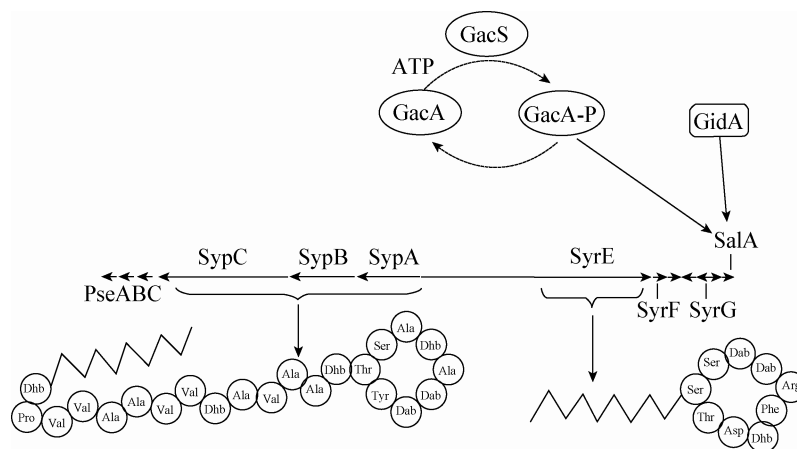 GacS
ATP
GacA
GacA-P
GidA
SalA
SypC
SypB
SypA
SyrE
PseABC
SyrF
SyrG
Dhb
Pro
Val
Val
Ala
Ala
Val
Val
Dhb
Ala
Val
Ala
Ala
Dhb
Thr
Ser
Ala
Dhb
Ala
Dab
Dab
Tyr
Ser
Ser
Dab
Dab
Arg
Phe
Dhb
Asp
Thr